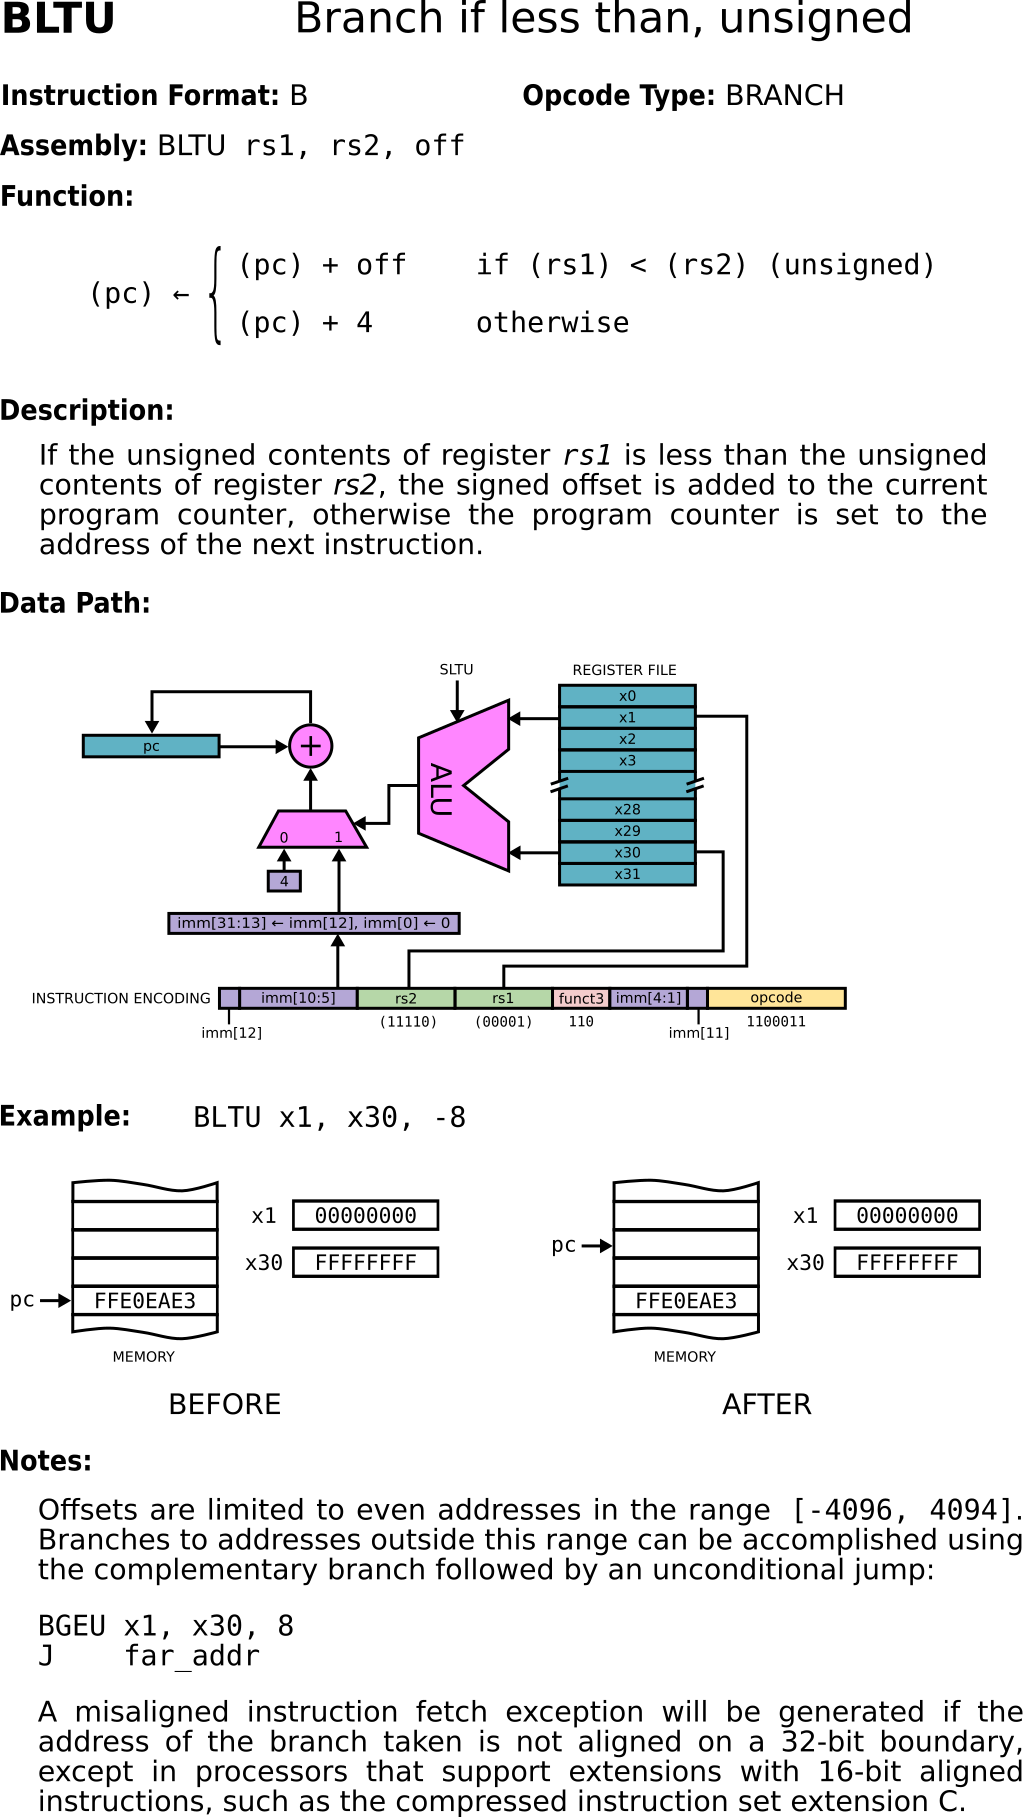 BLTU Branch if less than, unsigned
Instruction Format: B Opcode Type: BRANCH
Assembly: BLTU rs1, rs2, off
Function:
(pc) + off if (rs1) < (rs2) (unsigned)
(pc) ← {
(pc) + 4 otherwise
Description:
If the unsigned contents of register rs1 is less than the unsigned
contents of register rs2, the signed offset is added to the current
program counter, otherwise the program counter is set to the
address of the next instruction.
Data Path:
SLTU REGISTER FILE
x0
x1
x2
x3
x28
x29
x30
x31
pc
+
ALU
0 1
4
imm[31:13] ← imm[12], imm[0] ← 0
INSTRUCTION ENCODING imm[10:5] rs2 rs1 funct3 imm[4:1] opcode
(11110) (00001) 110 1100011
imm[12] imm[11]
Example: BLTU x1, x30, -8
x1 00000000
x30 FFFFFFFF
pc FFE0EAE3
MEMORY
BEFORE
x1 00000000
pc
x30 FFFFFFFF
FFE0EAE3
MEMORY
AFTER
Notes:
Offsets are limited to even addresses in the range [-4096, 4094].
Branches to addresses outside this range can be accomplished using
the complementary branch followed by an unconditional jump:
BGEU x1, x30, 8
J far_addr
A misaligned instruction fetch exception will be generated if the
address of the branch taken is not aligned on a 32-bit boundary,
except in processors that support extensions with 16-bit aligned
instructions, such as the compressed instruction set extension C.